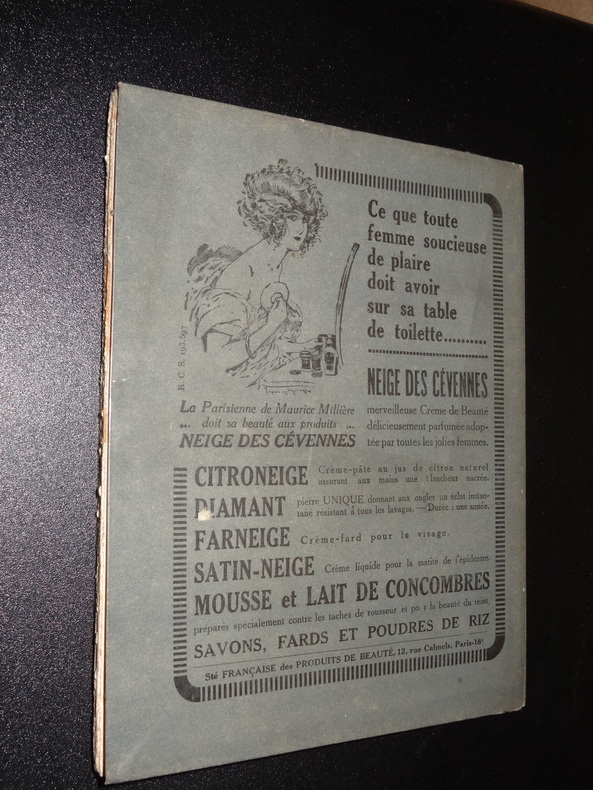 Ce que toute
femme soucieuse
de plaire
doit avoir
sur sa table
de toilette..........
B. C. S. 193.597
La Parisienne de Maurice Millière
... doit sa beauté aux produits ...
NEIGE DES CÉVENNES
NEIGE DES CÉVENNES
merveilleuse Crème de Beauté
délicieusement parfumée adop-
tée par toutes les jolies femmes.
CITRONEIGE Crème-pâte au jus de citron naturel
assurant aux mains une blancheur nacrée.
DIAMANT pierre UNIQUE donnant aux ongles un éclat instan-
tané résistant à tous les lavages. —(Durée : une année.
FARNEIGE Crème-fard pour le visage.
SATIN-NEIGE Crème liquide pour la matité de l'épiderme.
MOUSSE et LAIT DE CONCOMBRES
préparés spécialement contre les taches de rousseur et po r la beauté du teint.
SAVONS, FARDS ET POUDRES DE RIZ
Sté FRANÇAISE des PRODUITS DE BEAUTÉ, 12, rue Calmels, Paris-18e